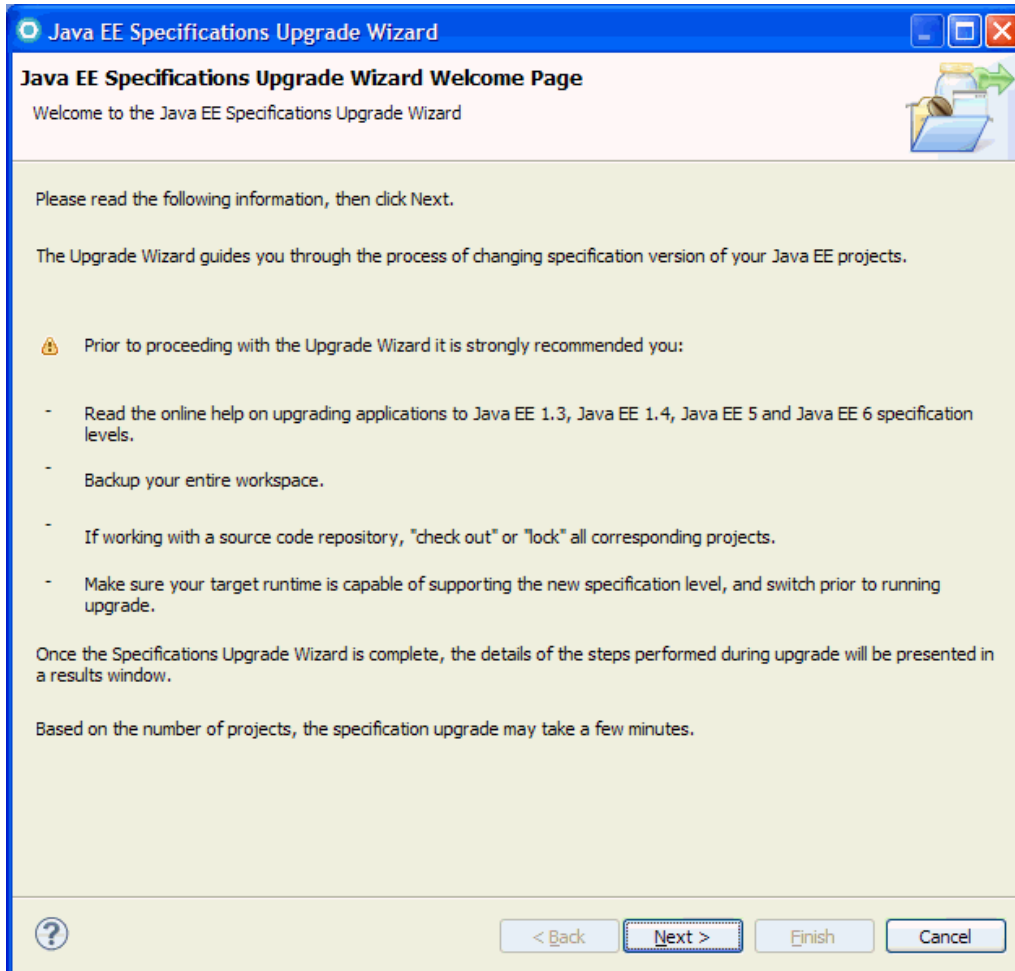 Java EE Specifications Upgrade Wizard
Java EE Specifications Upgrade Wizard Welcome Page
Welcome to the Java EE Specifications Upgrade Wizard
Please read the following information, then click Next.
The Upgrade Wizard guides you through the process of changing specification version of your Java EE projects.
Prior to proceeding with the Upgrade Wizard it is strongly recommended you:
- Read the online help on upgrading applications to Java EE 1.3, Java EE 1.4, Java EE 5 and Java EE 6 specification
levels.
- Backup your entire workspace.
- If working with a source code repository, "check out" or "lock" all corresponding projects.
- Make sure your target runtime is capable of supporting the new specification level, and switch prior to running
upgrade.
Once the Specifications Upgrade Wizard is complete, the details of the steps performed during upgrade will be presented in
a results window.
Based on the number of projects, the specification upgrade may take a few minutes.
? < Back Next > Finish Cancel